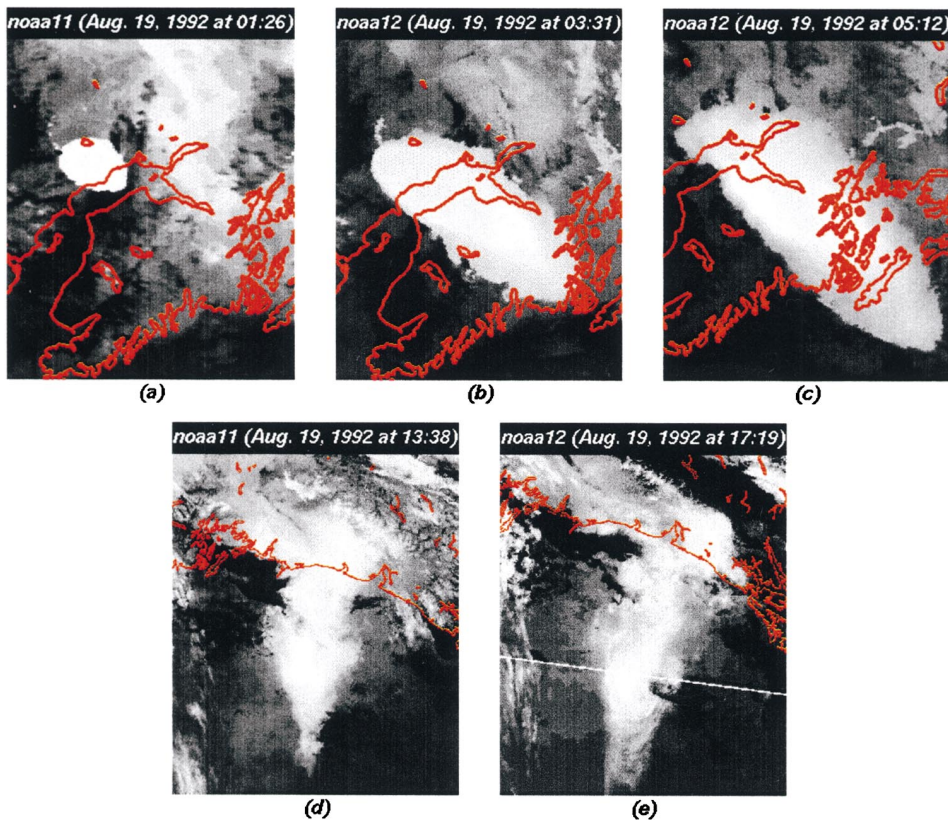 noaa11 (Aug. 19, 1992 at 01:26)
noaa12 (Aug. 19, 1992 at 03:31)
noaa12 (Aug. 19, 1992 at 05:12)
(a)
(b)
(c)
noaa11 (Aug. 19, 1992 at 13:38)
noaa12 (Aug. 19, 1992 at 17:19)
(d)
(e)